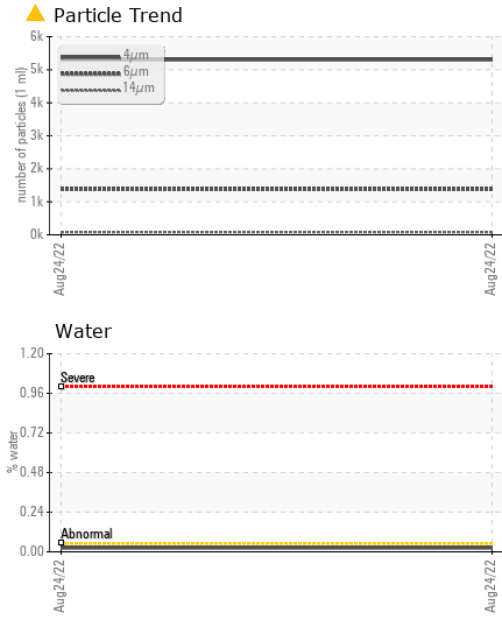 Particle Trend
6k
5k
4k
3k
2k
1k
0k
number of particles (1 ml)
4μm
6μm
14μm
Aug24/22
Aug24/22
Water
1.20
0.96
0.72
0.48
0.24
0.00
% water
Severe
Abnormal
Aug24/22
Aug24/22